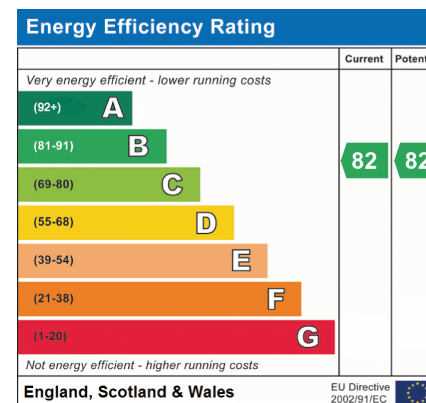 Energy Efficiency Rating
Current Potent
Very energy efficient - lower running costs
(92+) A
(81-91) B
82 82
(69-80) C
(55-68) D
(39-54) E
(21-38) F
(1-20) G
Not energy efficient - higher running costs
England, Scotland & Wales
EU Directive
2002/91/EC